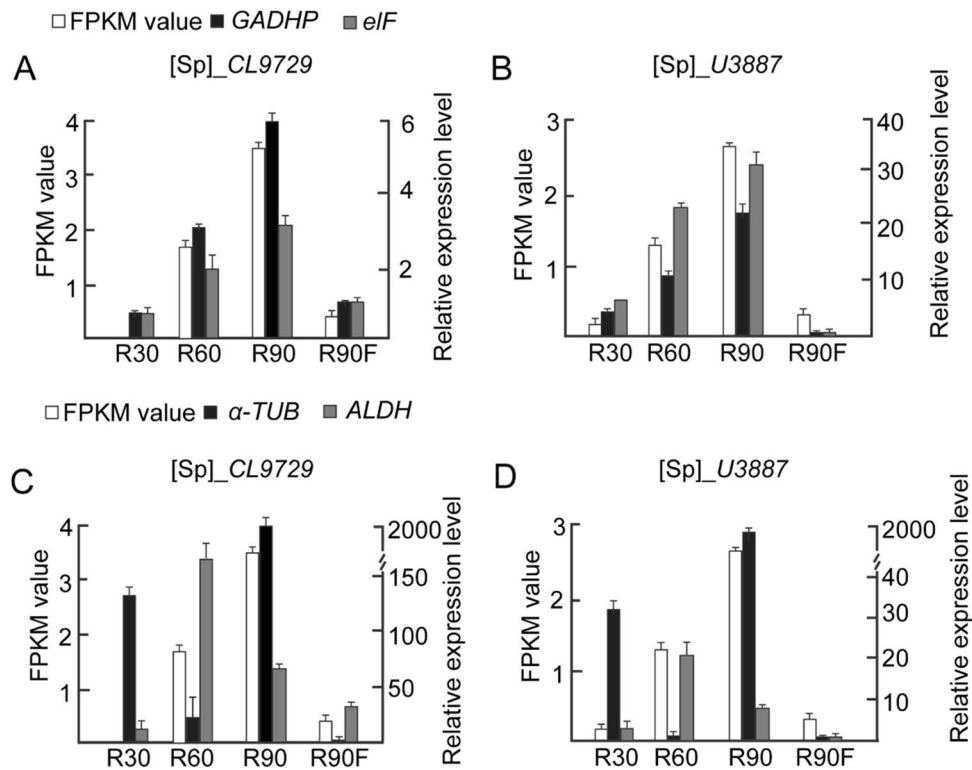 FPKM value GADHP eIF
A [Sp]_CL9729
B [Sp]_U3887
FPKM value
4
3
2
1
6
4
2
Relative expression level
R30 R60 R90 R90F
FPKM value
3
2
1
40
30
20
10
Relative expression level
R30 R60 R90 R90F
FPKM value α-TUB ALDH
C [Sp]_CL9729
D [Sp]_U3887
FPKM value
4
3
2
1
2000
150
100
50
Relative expression level
R30 R60 R90 R90F
FPKM value
3
2
1
2000
40
30
20
10
Relative expression level
R30 R60 R90 R90F